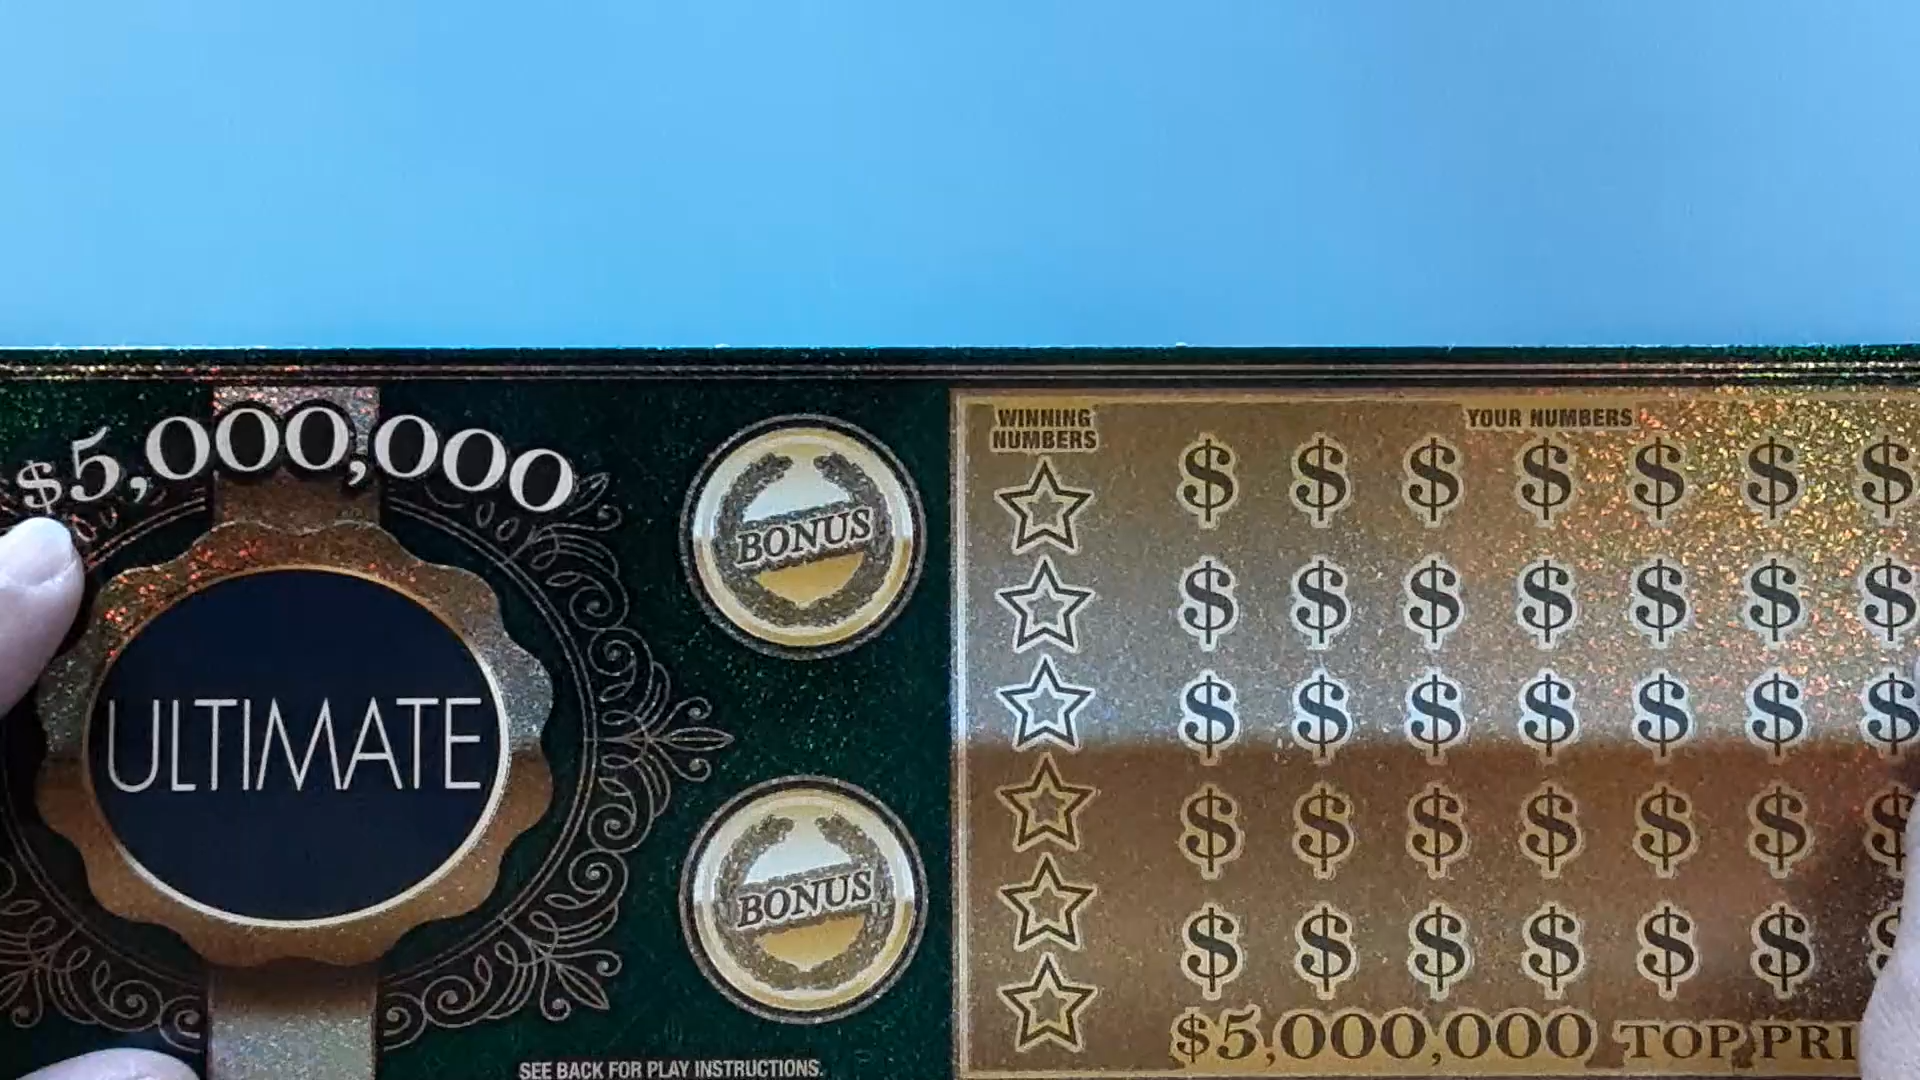 $5,000,000
ULTIMATE
BONUS
BONUS
SEE BACK FOR PLAY INSTRUCTIONS.
WINNING
NUMBERS
YOUR NUMBERS
$ $ $ $ $ $ $
$ $ $ $ $ $ $
$ $ $ $ $ $ $
$ $ $ $ $ $ $
$ $ $ $ $ $ $
$5,000,000 TOP PRI